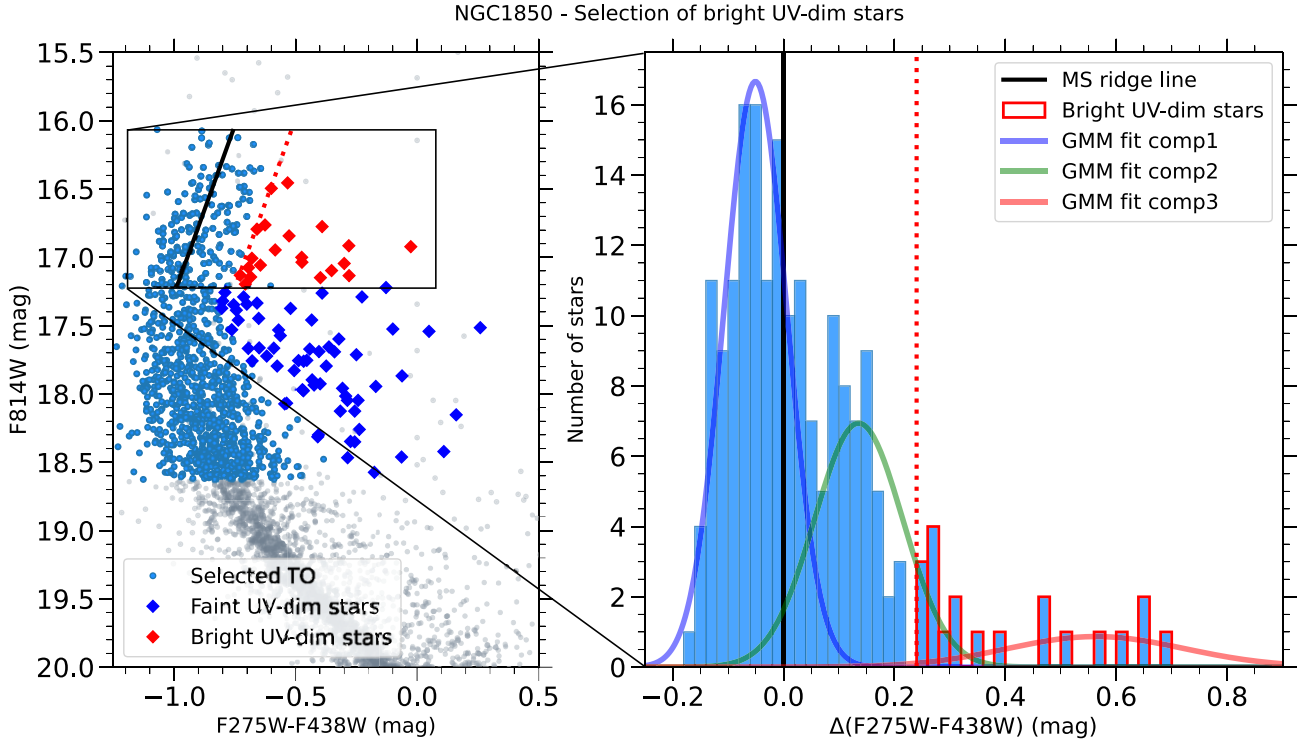 NGC1850 - Selection of bright UV-dim stars
F814W (mag)
15.5
16.0
16.5
17.0
17.5
18.0
18.5
19.0
19.5
20.0
Selected TO
Faint UV-dim stars
Bright UV-dim stars
−1.0 −0.5 0.0 0.5
F275W-F438W (mag)
Number of stars
16
14
12
10
8
6
4
2
0
MS ridge line
Bright UV-dim stars
GMM fit comp1
GMM fit comp2
GMM fit comp3
−0.2 0.0 0.2 0.4 0.6 0.8
Δ(F275W-F438W) (mag)